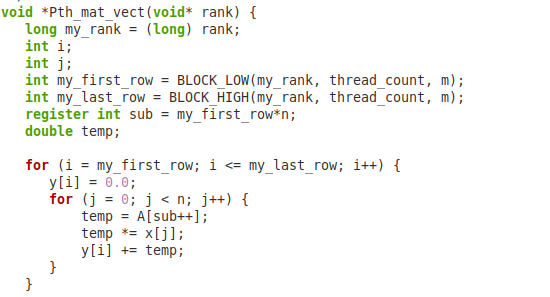 void *Pth_mat_vect(void* rank) {
   long my_rank = (long) rank;
   int i;
   int j;
   int my_first_row = BLOCK_LOW(my_rank, thread_count, m);
   int my_last_row = BLOCK_HIGH(my_rank, thread_count, m);
   register int sub = my_first_row*n;
   double temp;

   for (i = my_first_row; i <= my_last_row; i++) {
      y[i] = 0.0;
      for (j = 0; j < n; j++) {
          temp = A[sub++];
          temp *= x[j];
          y[i] += temp;
      }
   }